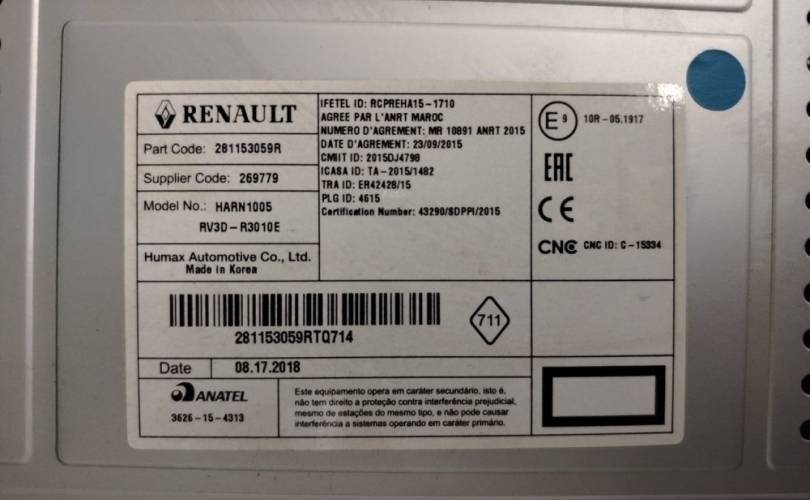 RENAULT
Part Code: 281153059R
Supplier Code: 269779
Model No.: HARN1005
RV3D-R3010E
Humax Automotive Co., Ltd.
Made in Korea
IFETEL ID: RCPREHA15-1710
AGREE PAR L'ANRT MAROC
NUMERO D'AGREMENT: MR 10891 ANRT 2015
DATE D'AGREMENT: 23/09/2015
CMIIT ID: 2015DJ4798
ICASA ID: TA-2015/1482
TRA ID: ER42428/15
PLG ID: 4615
Certification Number: 43290/SDPPI/2015
E 9 10R-05.1917
EAC
CE
CNC CNC ID: C-15334
281153059RTQ714
711
Date 08.17.2018
ANATEL
3626-15-4313
Este equipamento opera em caráter secundário, isto é,
não tem direito a proteção contra interferência prejudicial,
mesmo de estações do mesmo tipo, e não pode causar
interferência a sistemas operando em caráter primário.